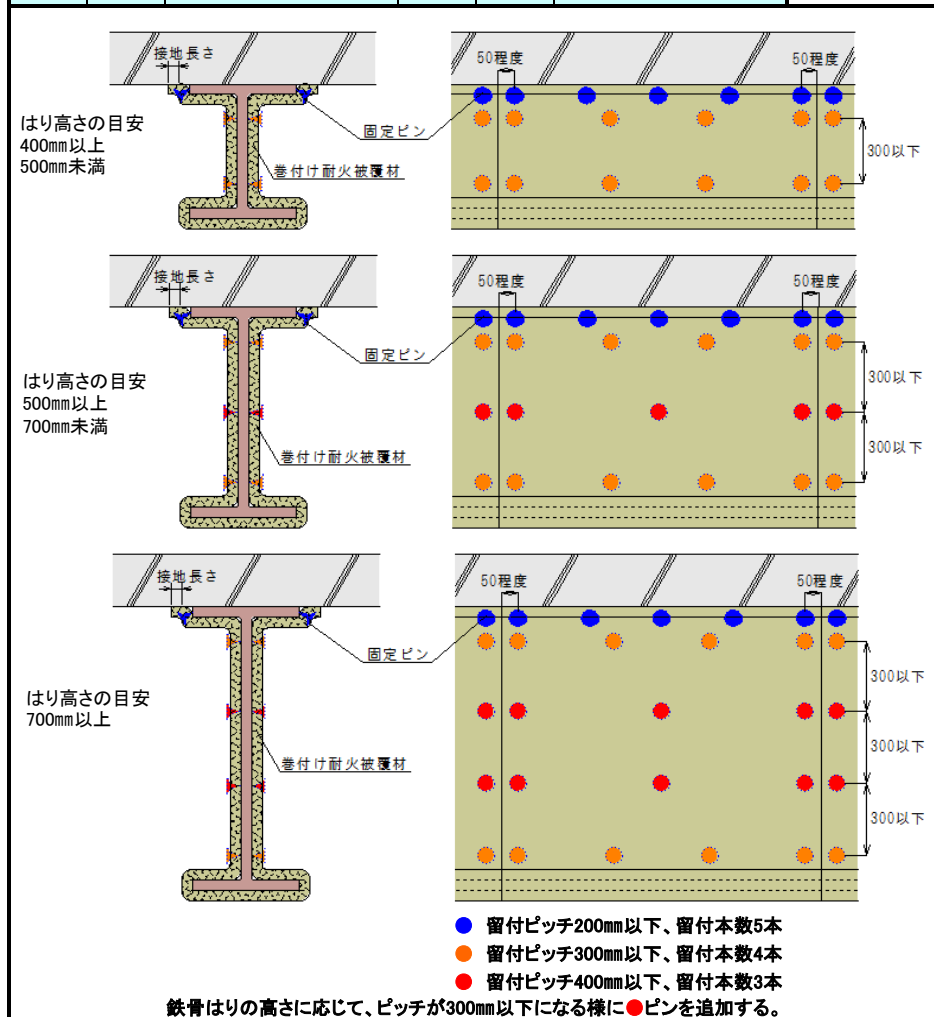 接地長さ
50程度
50程度
はり高さの目安
400mm以上
500mm未満
固定ピン
巻付け耐火被覆材
300以下
接地長さ
50程度
50程度
はり高さの目安
500mm以上
700mm未満
固定ピン
巻付け耐火被覆材
300以下
300以下
接地長さ
50程度
50程度
はり高さの目安
700mm以上
固定ピン
巻付け耐火被覆材
300以下
300以下
300以下
留付ピッチ200mm以下、留付本数5本
留付ピッチ300mm以下、留付本数4本
留付ピッチ400mm以下、留付本数3本
鉄骨はりの高さに応じて、ピッチが300mm以下になる様に●ピンを追加する。